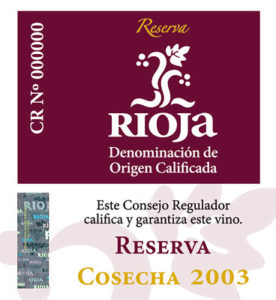 Reserva
CR Nº 000000
RIOJA
Denominación de
Origen Calificada
RIOJA
Este Consejo Regulador
califica y garantiza este vino.
RESERVA
COSECHA 2003